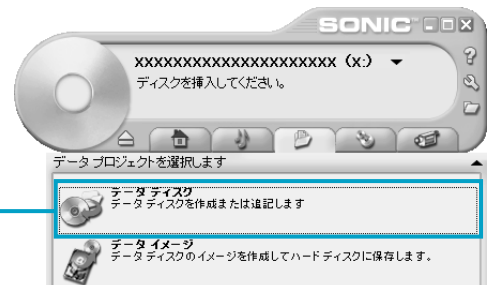 SONIC
XXXXXXXXXXXXXXXXXXXXX (X:)
ディスクを挿入してください。
データ プロジェクトを選択します
データ ディスク
データ ディスクを作成または追記します
データ イメージ
データ ディスクのイメージを作成してハード ディスクに保存します。